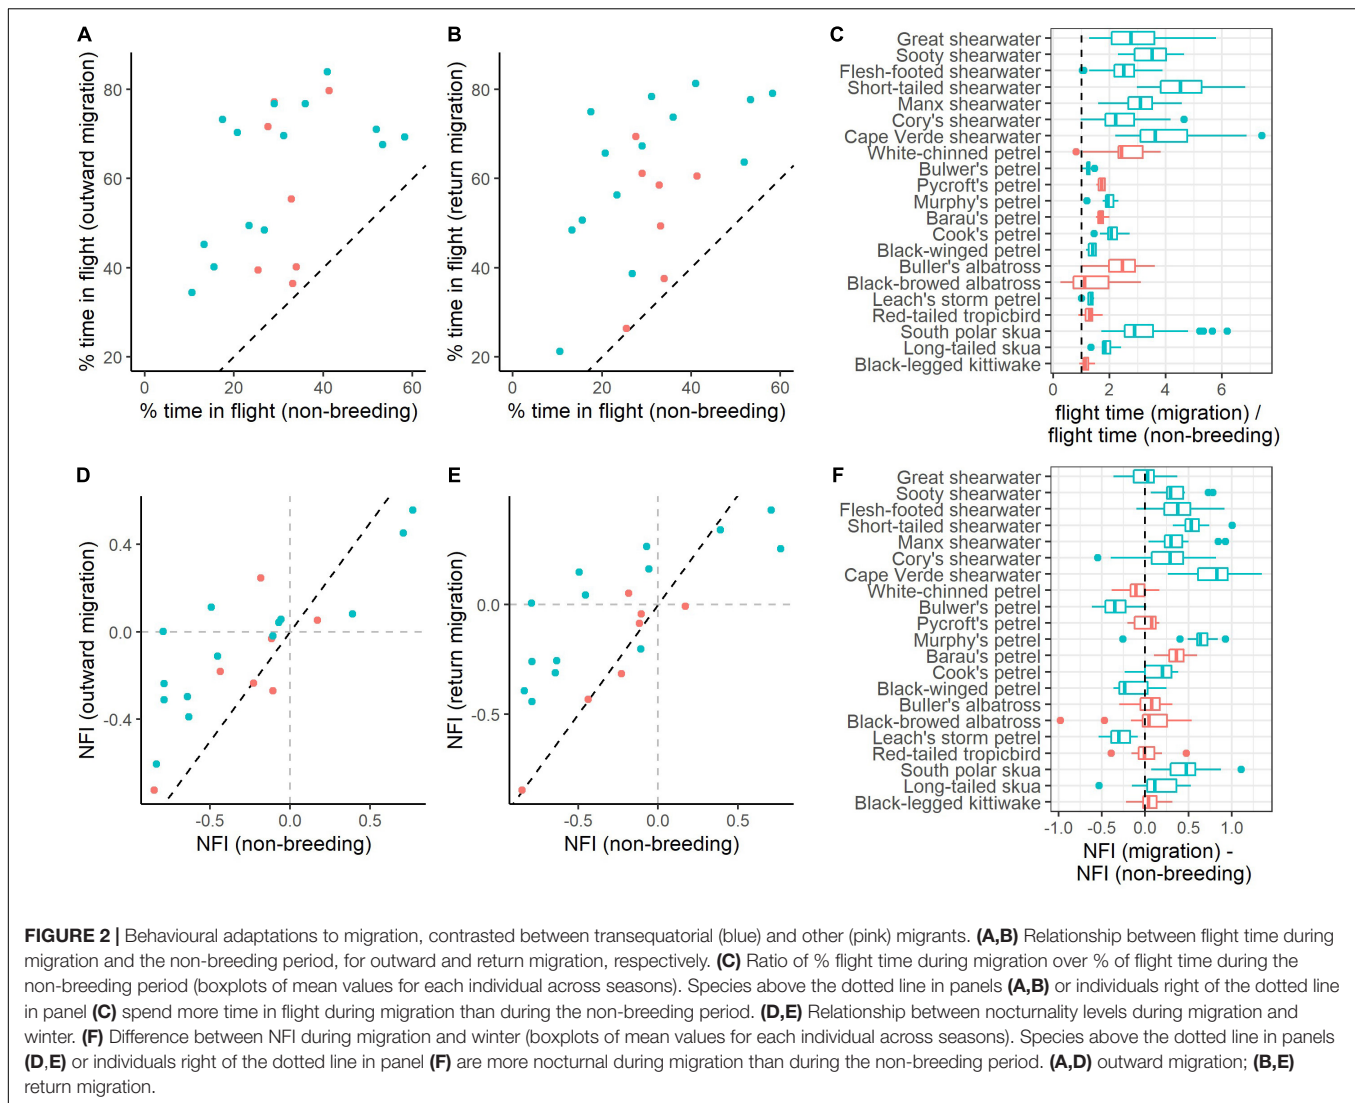 A
% time in flight (outward migration)
80
60
40
20
0
20
40
60
% time in flight (non-breeding)
B
% time in flight (return migration)
80
60
40
20
0
20
40
60
% time in flight (non-breeding)
C
Great shearwater
Sooty shearwater
Flesh-footed shearwater
Short-tailed shearwater
Manx shearwater
Cory's shearwater
Cape Verde shearwater
White-chinned petrel
Bulwer's petrel
Pycroft's petrel
Murphy's petrel
Barau's petrel
Cook's petrel
Black-winged petrel
Buller's albatross
Black-browed albatross
Leach's storm petrel
Red-tailed tropicbird
South polar skua
Long-tailed skua
Black-legged kittiwake
0
2
4
6
flight time (migration) /
flight time (non-breeding)
D
NFI (outward migration)
0.4
0.0
-0.4
-0.5
0.0
0.5
NFI (non-breeding)
E
NFI (return migration)
0.0
-0.5
-0.5
0.0
0.5
NFI (non-breeding)
F
Great shearwater
Sooty shearwater
Flesh-footed shearwater
Short-tailed shearwater
Manx shearwater
Cory's shearwater
Cape Verde shearwater
White-chinned petrel
Bulwer's petrel
Pycroft's petrel
Murphy's petrel
Barau's petrel
Cook's petrel
Black-winged petrel
Buller's albatross
Black-browed albatross
Leach's storm petrel
Red-tailed tropicbird
South polar skua
Long-tailed skua
Black-legged kittiwake
-1.0
-0.5
0.0
0.5
1.0
NFI (migration) -
NFI (non-breeding)
FIGURE 2 | Behavioural adaptations to migration, contrasted between transequatorial (blue) and other (pink) migrants. (A,B) Relationship between flight time during
migration and the non-breeding period, for outward and return migration, respectively. (C) Ratio of % flight time during migration over % of flight time during the
non-breeding period (boxplots of mean values for each individual across seasons). Species above the dotted line in panels (A,B) or individuals right of the dotted line
in panel (C) spend more time in flight during migration than during the non-breeding period. (D,E) Relationship between nocturnality levels during migration and
winter. (F) Difference between NFI during migration and winter (boxplots of mean values for each individual across seasons). Species above the dotted line in panels
(D,E) or individuals right of the dotted line in panel (F) are more nocturnal during migration than during the non-breeding period. (A,D) outward migration; (B,E)
return migration.